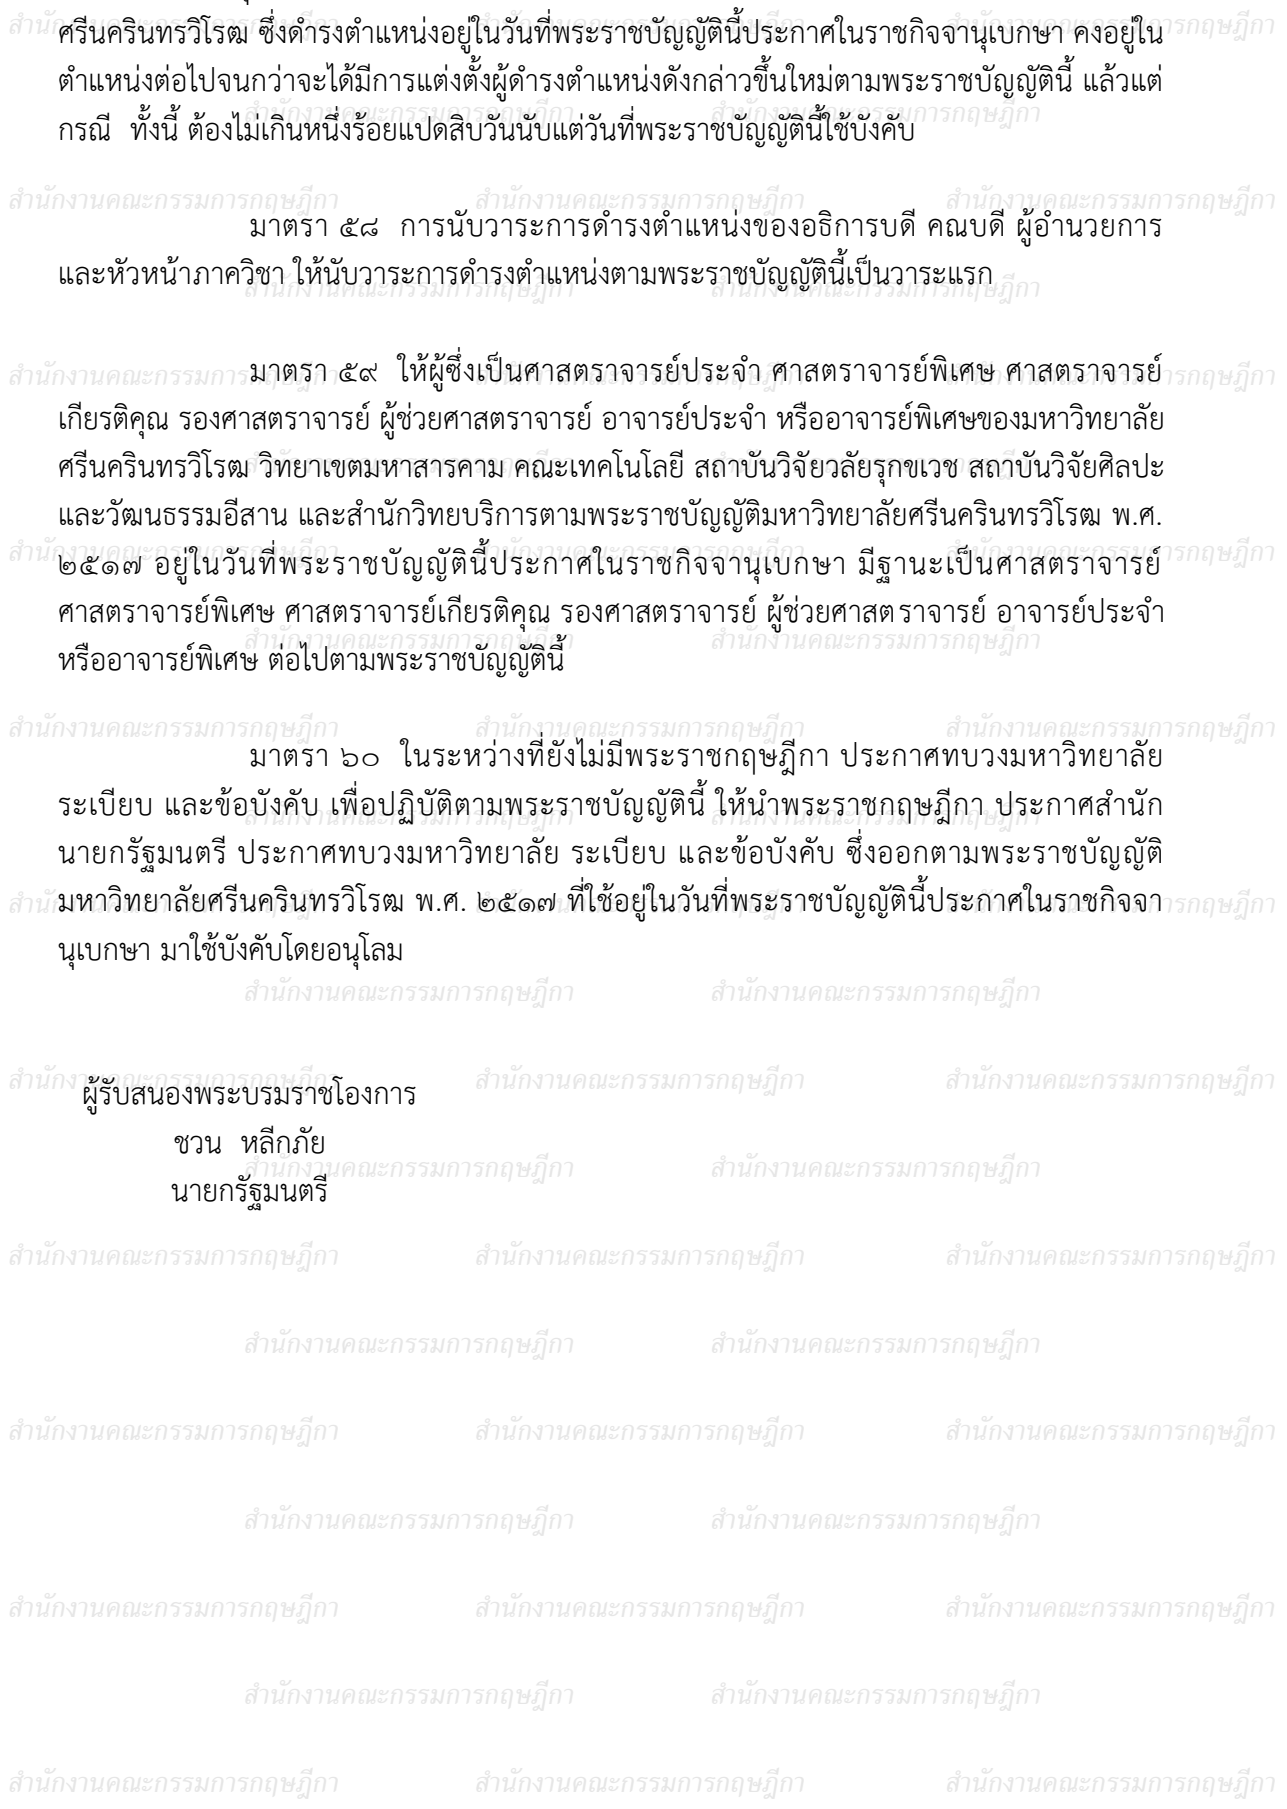 ศรีนครินทรวิโรฒ ซึ่งดำรงตำแหน่งอยู่ในวันที่พระราชบัญญัตินี้ประกาศในราชกิจจานุเบกษา คงอยู่ใน
ตำแหน่งต่อไปจนกว่าจะได้มีการแต่งตั้งผู้ดำรงตำแหน่งดังกล่าวขึ้นใหม่ตามพระราชบัญญัตินี้ แล้วแต่
กรณี  ทั้งนี้ ต้องไม่เกินหนึ่งร้อยแปดสิบวันนับแต่วันที่พระราชบัญญัตินี้ใช้บังคับ
มาตรา ๕๘  การนับวาระการดำรงตำแหน่งของอธิการบดี คณบดี ผู้อำนวยการ
และหัวหน้าภาควิชา ให้นับวาระการดำรงตำแหน่งตามพระราชบัญญัตินี้เป็นวาระแรก
มาตรา ๕๙  ให้ผู้ซึ่งเป็นศาสตราจารย์ประจำ ศาสตราจารย์พิเศษ ศาสตราจารย์
เกียรติคุณ รองศาสตราจารย์ ผู้ช่วยศาสตราจารย์ อาจารย์ประจำ หรืออาจารย์พิเศษของมหาวิทยาลัย
ศรีนครินทรวิโรฒ วิทยาเขตมหาสารคาม คณะเทคโนโลยี สถาบันวิจัยวลัยรุกขเวช สถาบันวิจัยศิลปะ
และวัฒนธรรมอีสาน และสำนักวิทยบริการตามพระราชบัญญัติมหาวิทยาลัยศรีนครินทรวิโรฒ พ.ศ.
๒๕๑๗ อยู่ในวันที่พระราชบัญญัตินี้ประกาศในราชกิจจานุเบกษา มีฐานะเป็นศาสตราจารย์
ศาสตราจารย์พิเศษ ศาสตราจารย์เกียรติคุณ รองศาสตราจารย์ ผู้ช่วยศาสตราจารย์ อาจารย์ประจำ
หรืออาจารย์พิเศษ ต่อไปตามพระราชบัญญัตินี้
มาตรา ๖๐  ในระหว่างที่ยังไม่มีพระราชกฤษฎีกา ประกาศทบวงมหาวิทยาลัย
ระเบียบ และข้อบังคับ เพื่อปฏิบัติตามพระราชบัญญัตินี้ ให้นำพระราชกฤษฎีกา ประกาศสำนัก
นายกรัฐมนตรี ประกาศทบวงมหาวิทยาลัย ระเบียบ และข้อบังคับ ซึ่งออกตามพระราชบัญญัติ
มหาวิทยาลัยศรีนครินทรวิโรฒ พ.ศ. ๒๕๑๗ ที่ใช้อยู่ในวันที่พระราชบัญญัตินี้ประกาศในราชกิจจา
นุเบกษา มาใช้บังคับโดยอนุโลม
ผู้รับสนองพระบรมราชโองการ
ชวน  หลีกภัย
นายกรัฐมนตรี